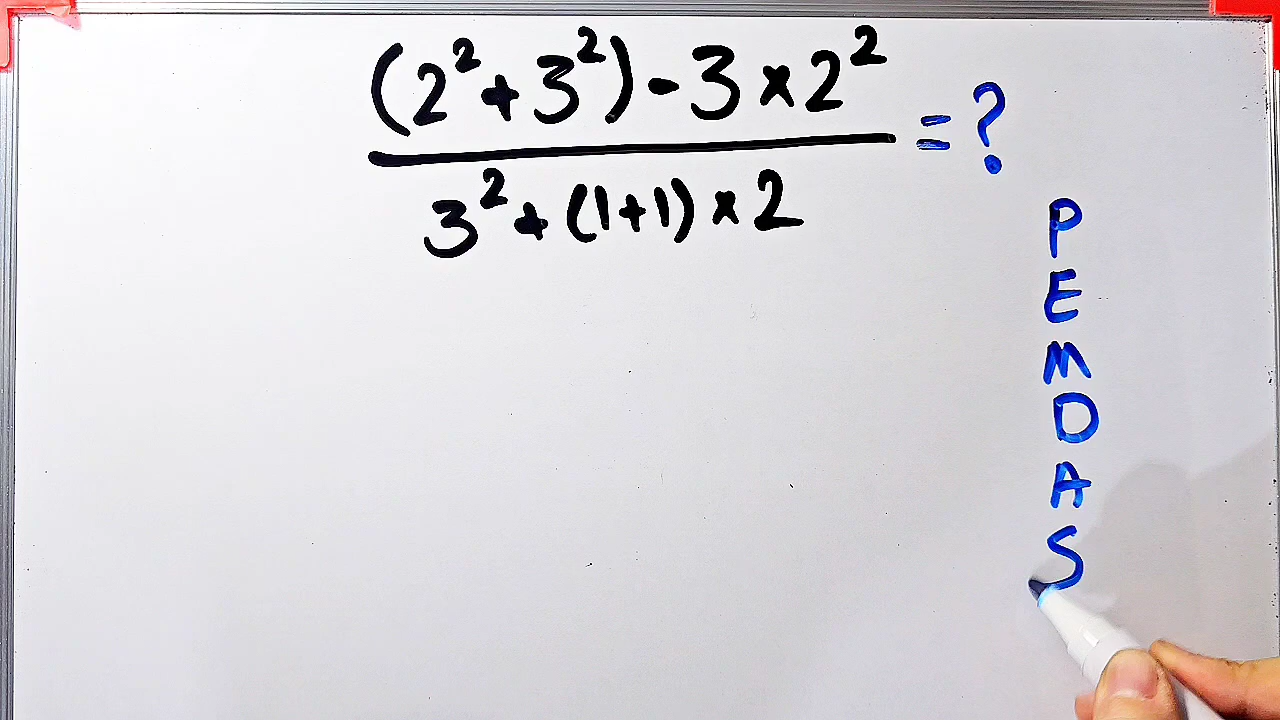 (2² + 3²) - 3 × 2²
= ?
3² + (1+1) × 2
P
E
M
D
A
S